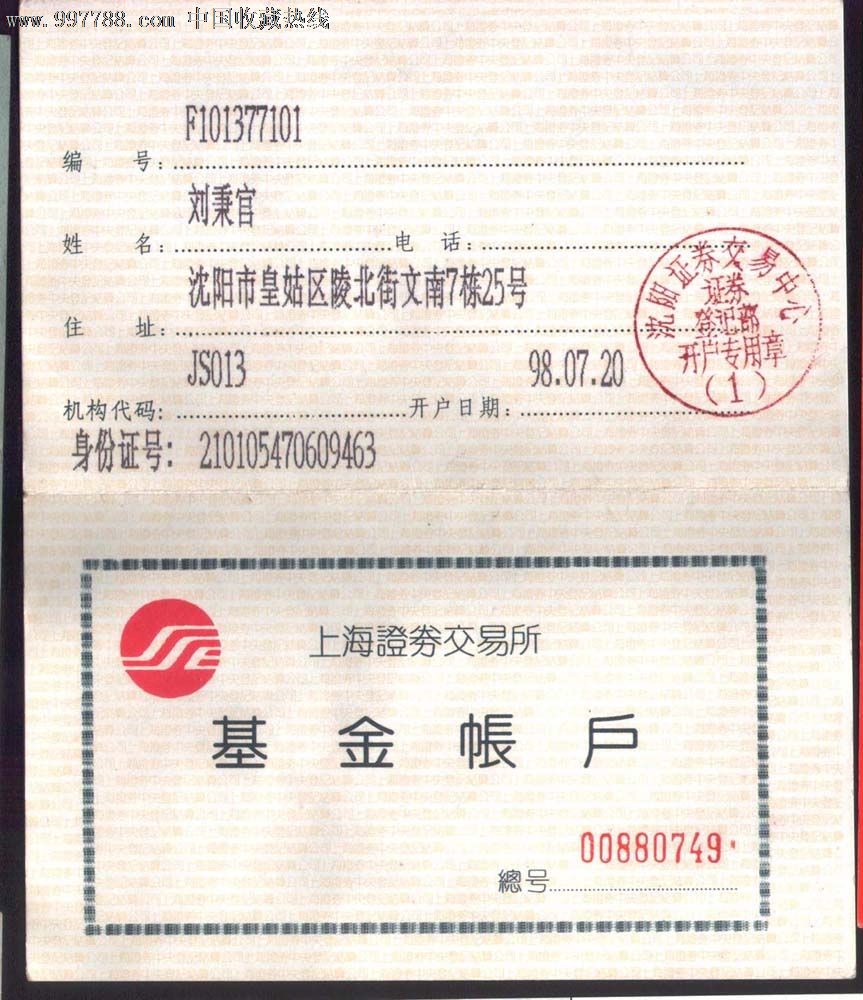 www.997788.com 中国收藏热线
F101377101
编 号:
刘秉官
姓 名: 电 话:
沈阳市皇姑区陵北街文南7栋25号
住 址:
JS013 98.07.20
机构代码: 开户日期:
身份证号: 210105470609463
沈阳证券交易中心
证券
登记部
开户专用章
(1)
SSE
上海證券交易所
基金帳戶
00880749
總号